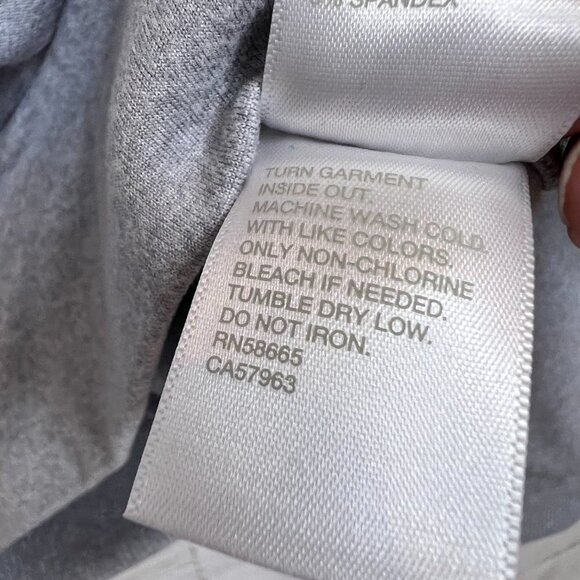 SPANDEX
TURN GARMENT
INSIDE OUT.
MACHINE WASH COLD.
WITH LIKE COLORS.
ONLY NON-CHLORINE
BLEACH IF NEEDED.
TUMBLE DRY LOW.
DO NOT IRON.
RN58665
CA57963